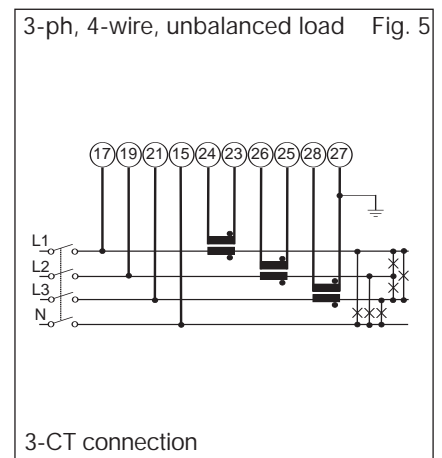 3-ph, 4-wire, unbalanced load Fig. 5
17 19 21 15 24 23 26 25 28 27
L1
L2
L3
N
3-CT connection